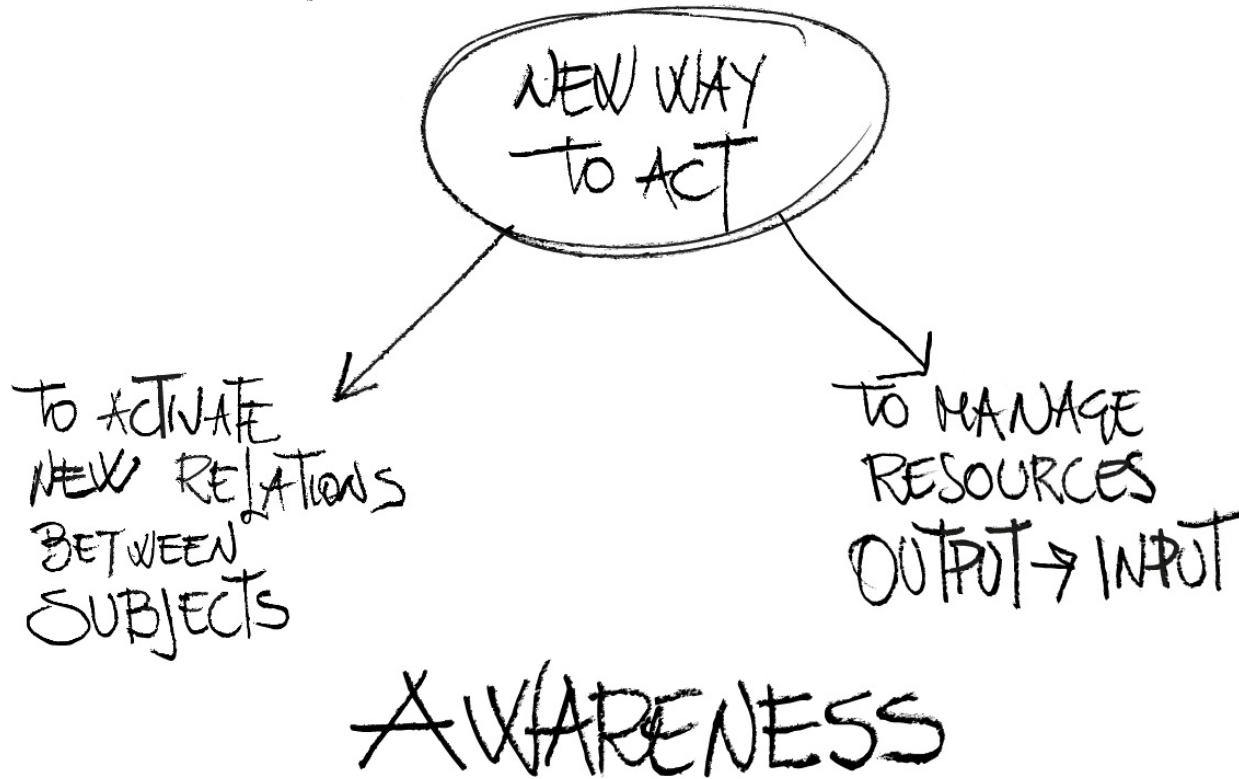 NEW WAY
TO ACT
TO ACTIVATE
NEW RELATIONS
BETWEEN
SUBJECTS
TO MANAGE
RESOURCES
OUTPUT → INPUT
AWARENESS